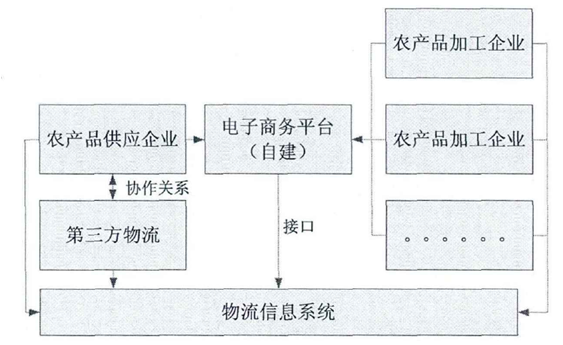 农产品加工企业
农产品供应企业
电子商务平台
（自建）
农产品加工企业
协作关系
第三方物流
接口
。。。。。。
物流信息系统